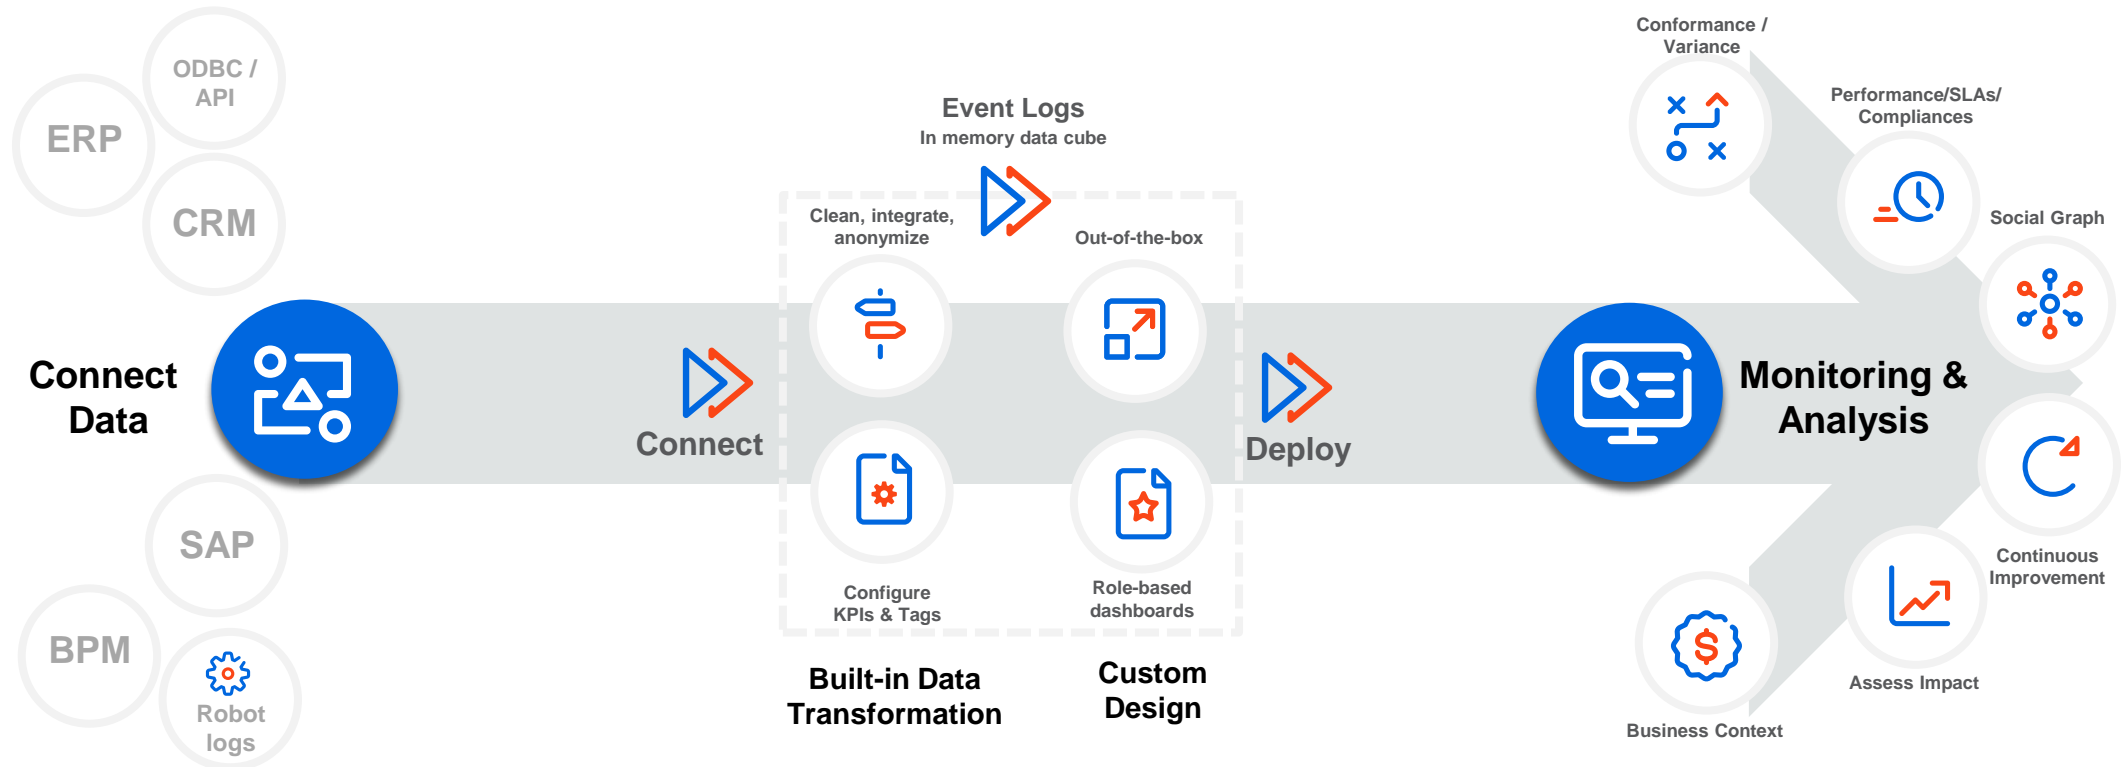 ODBC /
API
ERP
CRM
Connect
Data
SAP
BPM
Robot
logs
Connect
Event Logs
In memory data cube
Clean, integrate,
anonymize
Out-of-the-box
Configure
KPIs & Tags
Role-based
dashboards
Built-in Data
Transformation
Custom
Design
Deploy
Conformance /
Variance
Performance/SLAs/
Compliances
Social Graph
Monitoring &
Analysis
Continuous
Improvement
Assess Impact
$
Business Context